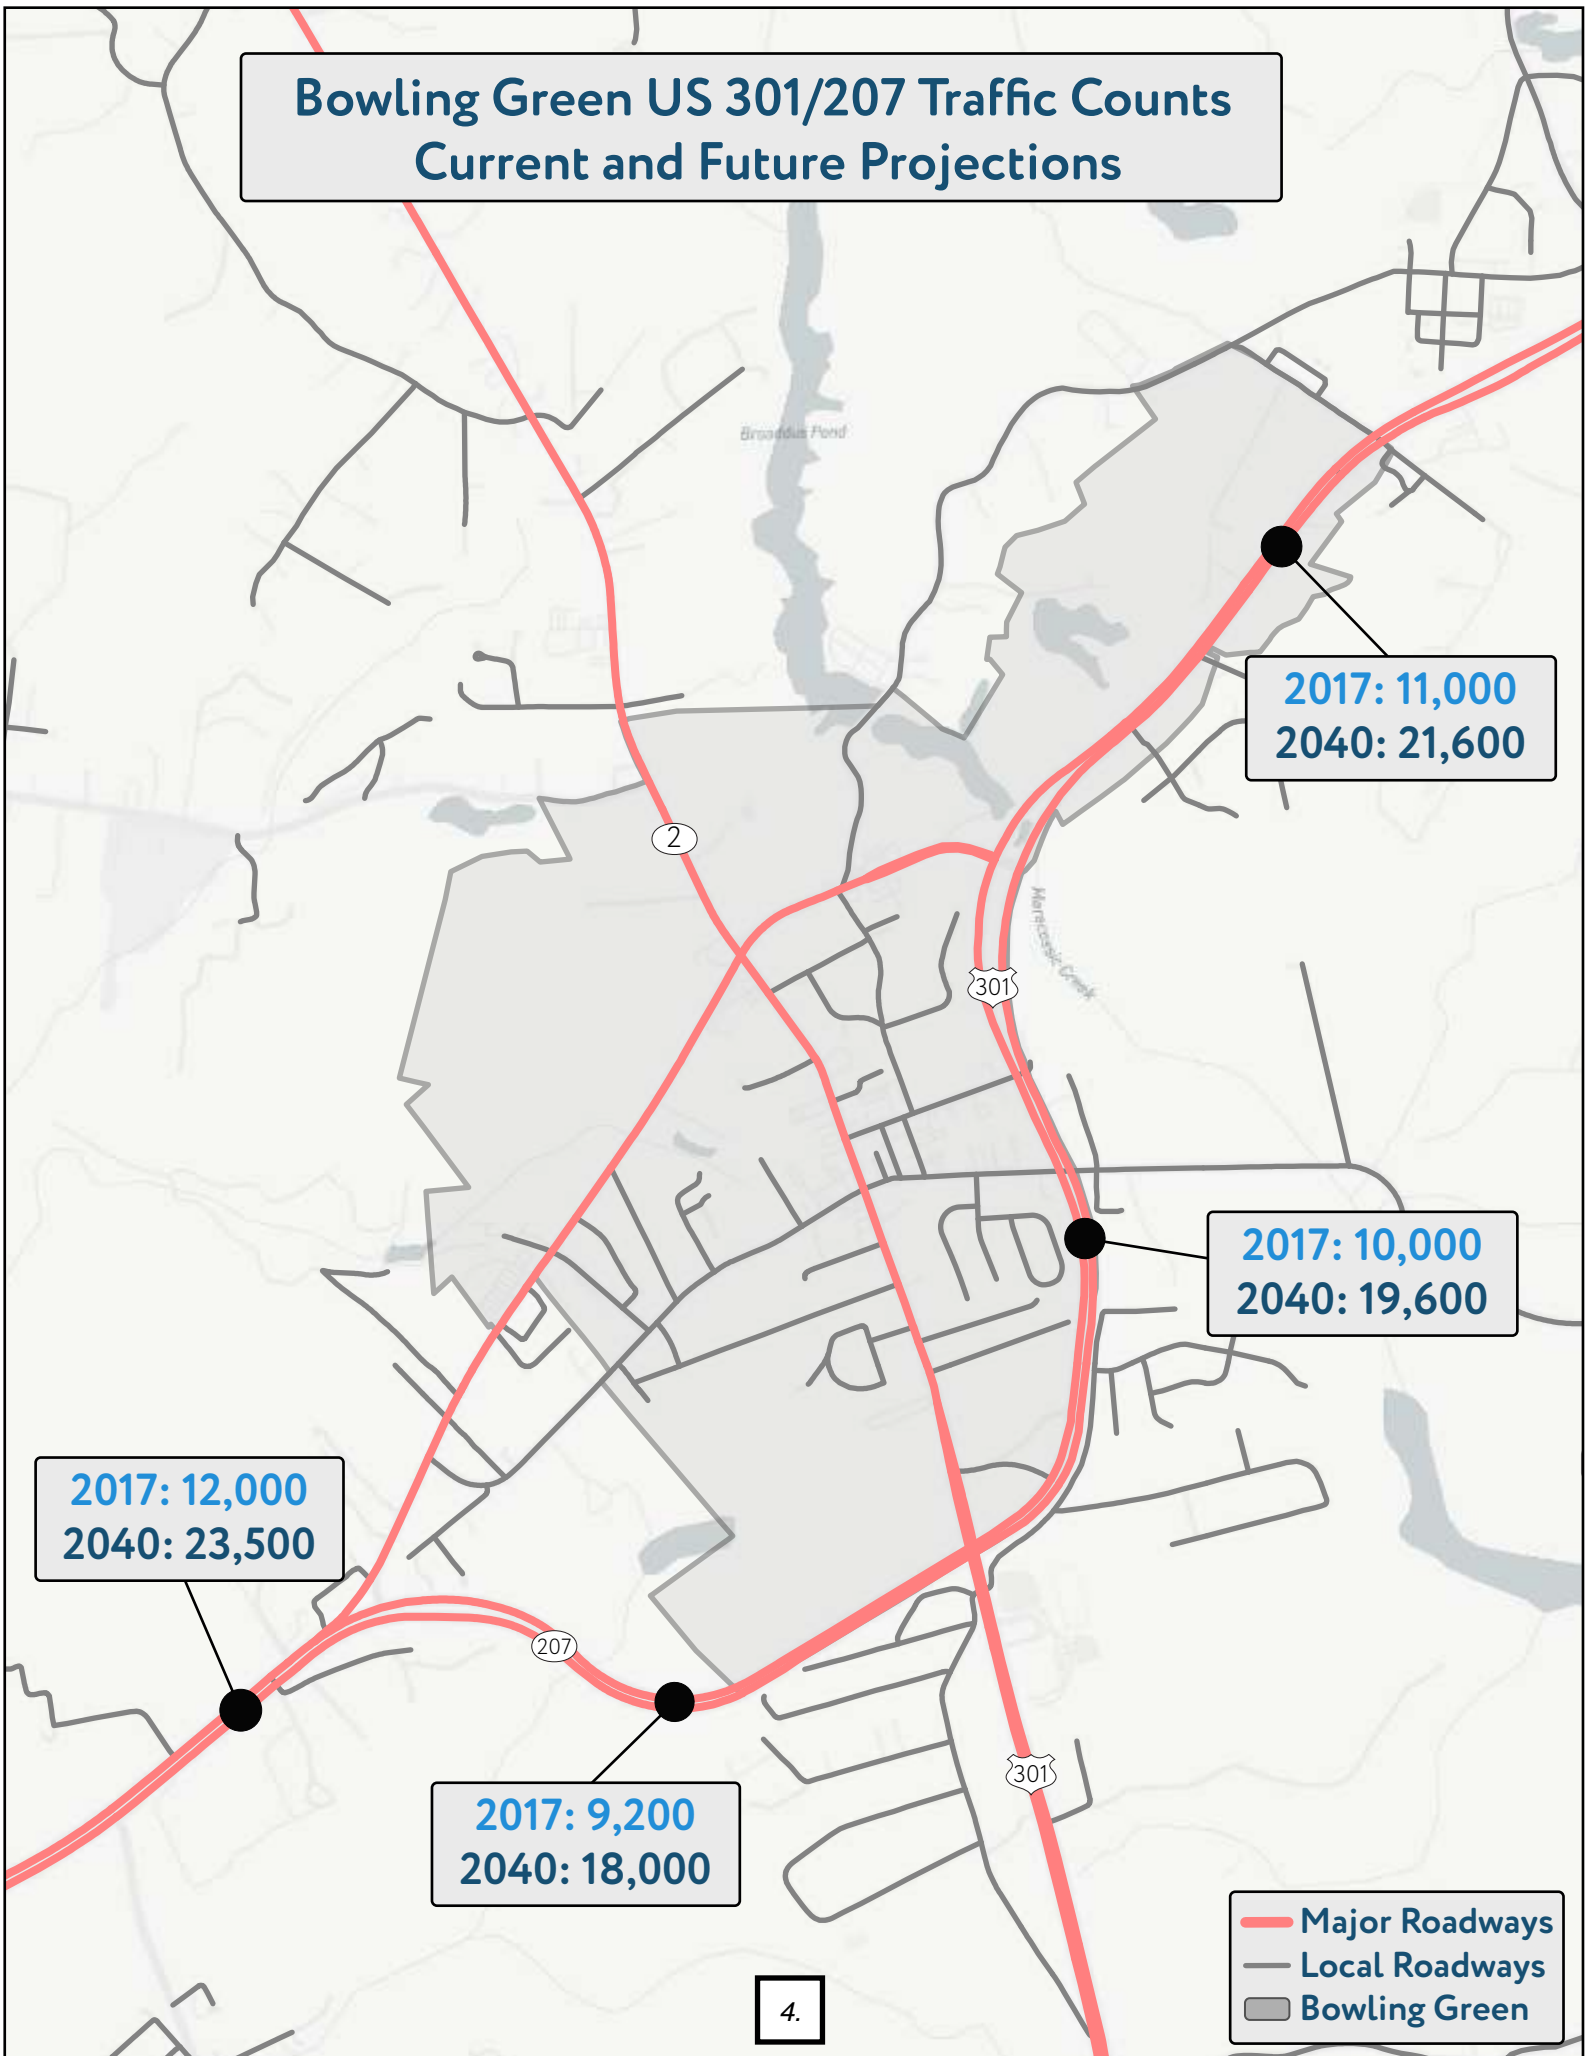 Bowling Green US 301/207 Traffic Counts
Current and Future Projections
Broaddus Pond
2017: 11,000
2040: 21,600
2
Maracossic Creek
301
2017: 10,000
2040: 19,600
2017: 12,000
2040: 23,500
207
301
2017: 9,200
2040: 18,000
Major Roadways
Local Roadways
Bowling Green
4.